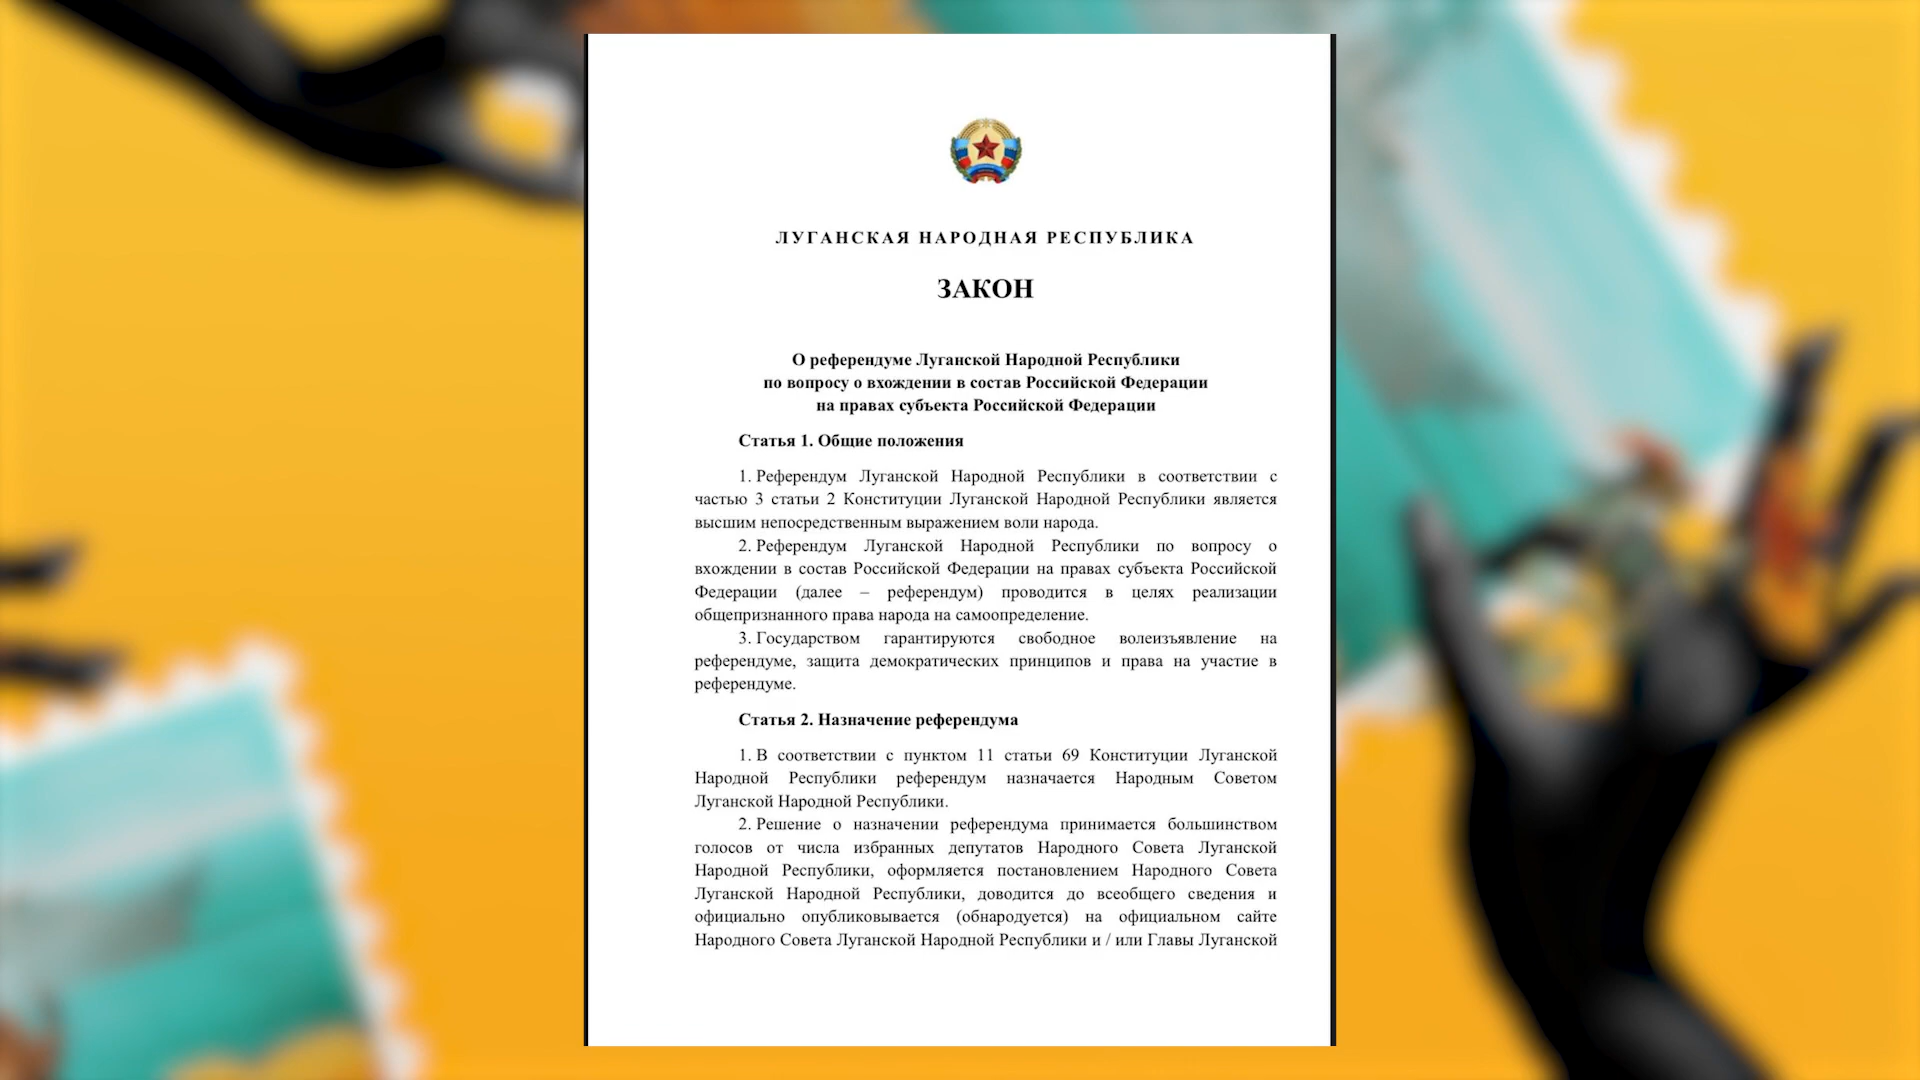 ЛУГАНСКАЯ НАРОДНАЯ РЕСПУБЛИКА
ЗАКОН
О референдуме Луганской Народной Республики
по вопросу о вхождении в состав Российской Федерации
на правах субъекта Российской Федерации
Статья 1. Общие положения
1. Референдум Луганской Народной Республики в соответствии с
частью 3 статьи 2 Конституции Луганской Народной Республики является
высшим непосредственным выражением воли народа.
2. Референдум Луганской Народной Республики по вопросу о
вхождении в состав Российской Федерации на правах субъекта Российской
Федерации (далее – референдум) проводится в целях реализации
общепризнанного права народа на самоопределение.
3. Государством гарантируются свободное волеизъявление на
референдуме, защита демократических принципов и права на участие в
референдуме.
Статья 2. Назначение референдума
1. В соответствии с пунктом 11 статьи 69 Конституции Луганской
Народной Республики референдум назначается Народным Советом
Луганской Народной Республики.
2. Решение о назначении референдума принимается большинством
голосов от числа избранных депутатов Народного Совета Луганской
Народной Республики, оформляется постановлением Народного Совета
Луганской Народной Республики, доводится до всеобщего сведения и
официально опубликовывается (обнародуется) на официальном сайте
Народного Совета Луганской Народной Республики и / или Главы Луганской